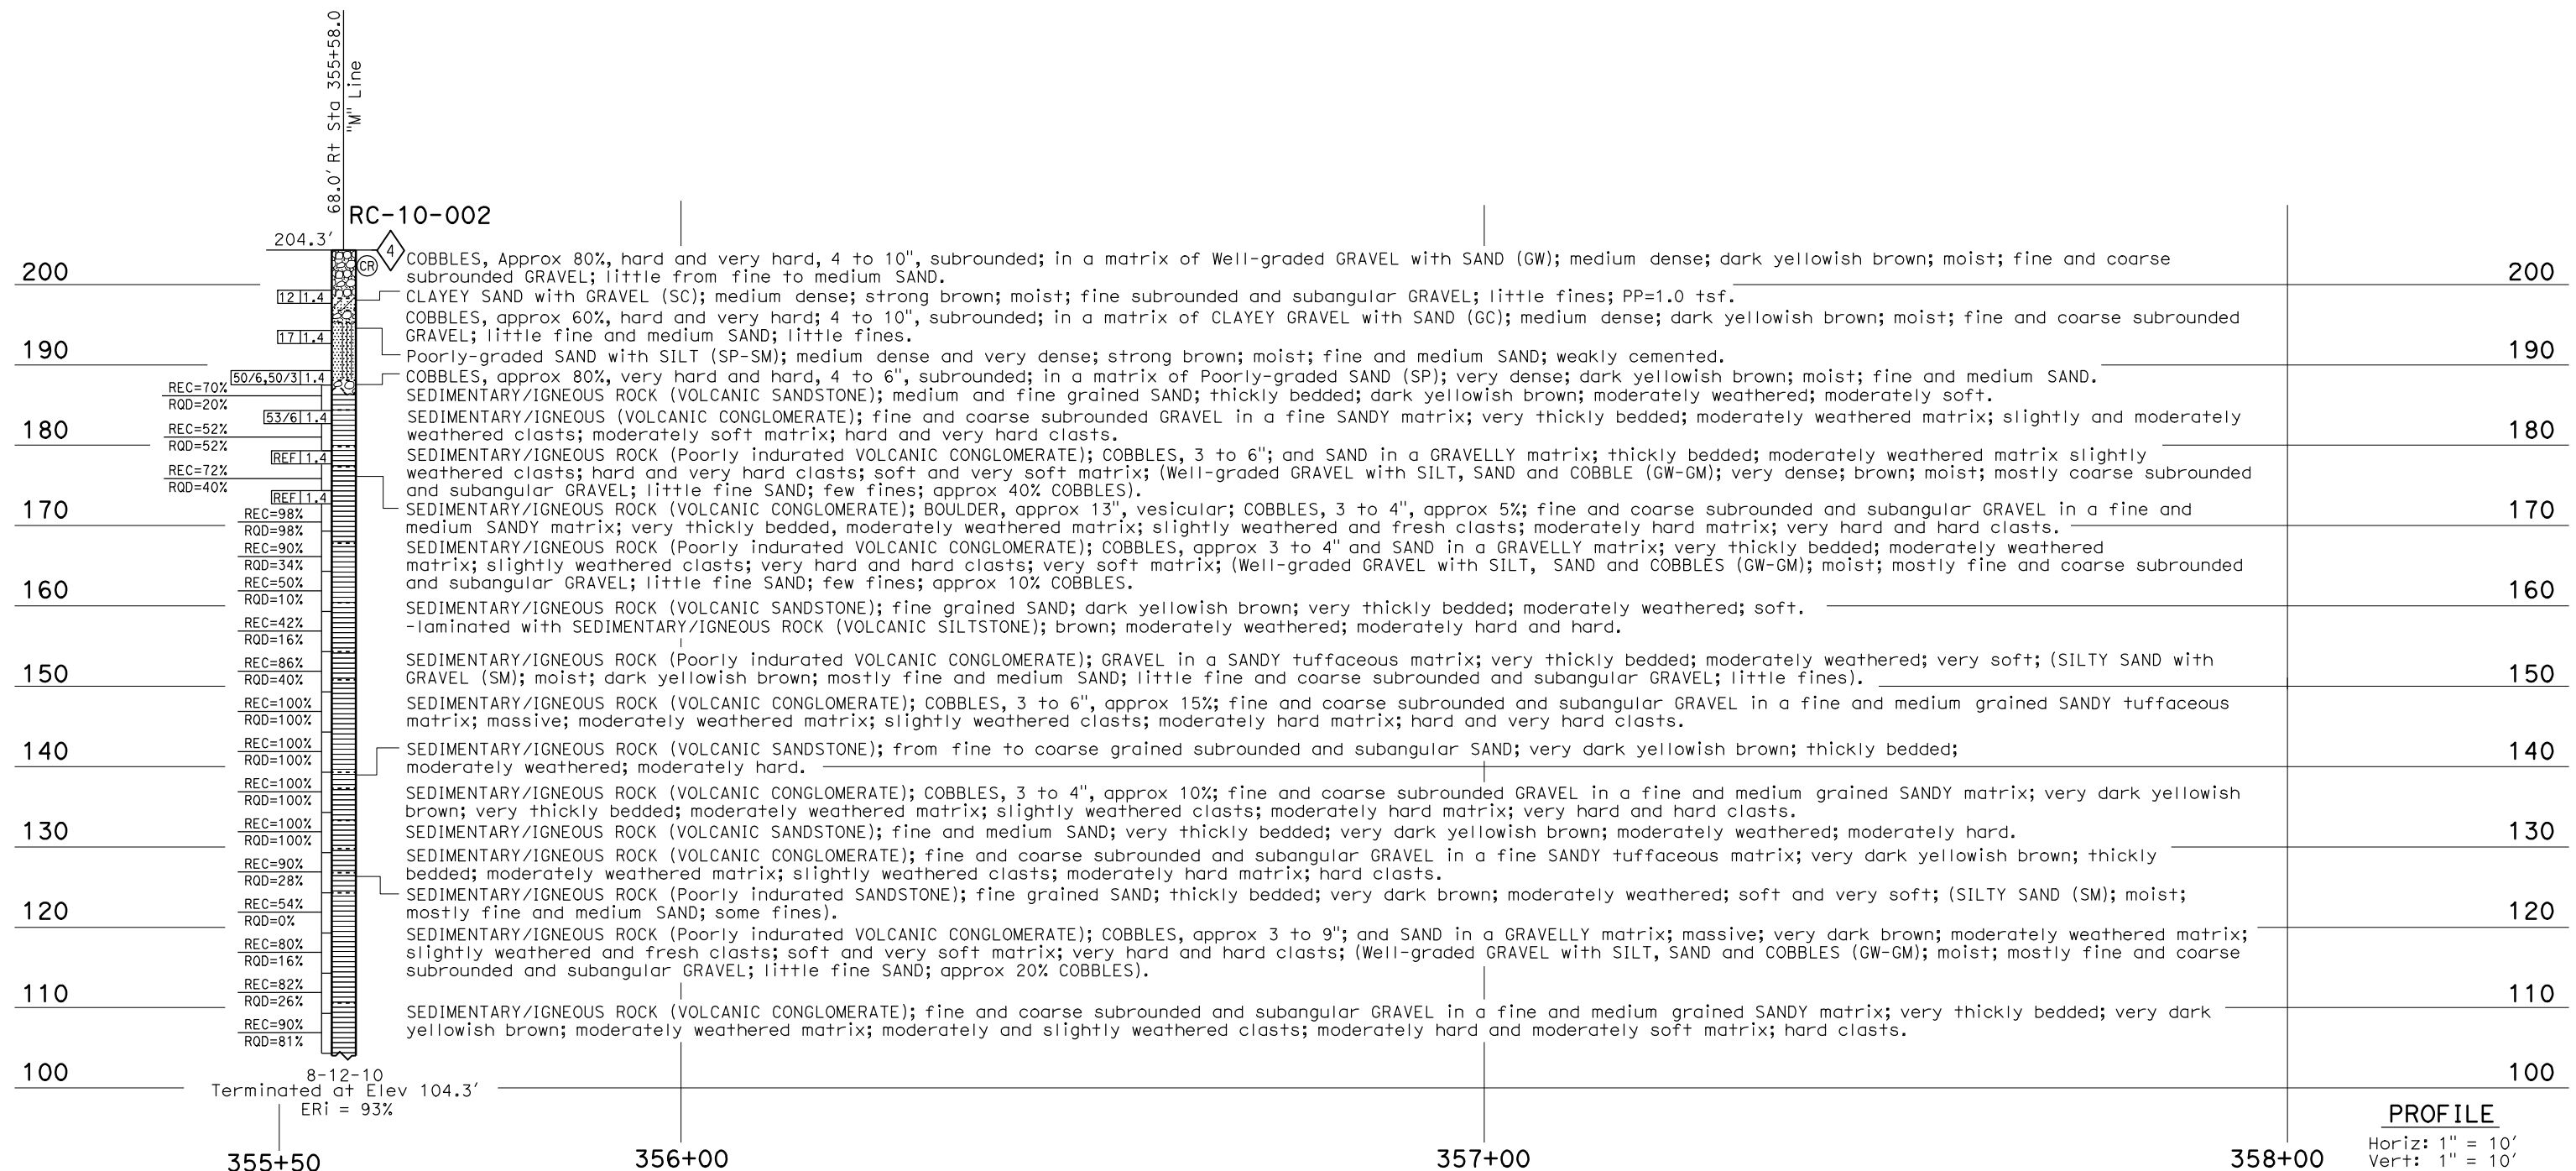 68.0' Rt Sta 355+58.0
"M" Line
RC-10-002
204.3'
4
CR
COBBLES, Approx 80%, hard and very hard, 4 to 10", subrounded; in a matrix of Well-graded GRAVEL with SAND (GW); medium dense; dark yellowish brown; moist; fine and coarse
subrounded GRAVEL; little from fine to medium SAND.
200
200
12 1.4
CLAYEY SAND with GRAVEL (SC); medium dense; strong brown; moist; fine subrounded and subangular GRAVEL; little fines; PP=1.0 tsf.
COBBLES, approx 60%, hard and very hard; 4 to 10", subrounded; in a matrix of CLAYEY GRAVEL with SAND (GC); medium dense; dark yellowish brown; moist; fine and coarse subrounded
GRAVEL; little fine and medium SAND; little fines.
17 1.4
190
190
Poorly-graded SAND with SILT (SP-SM); medium dense and very dense; strong brown; moist; fine and medium SAND; weakly cemented.
50/6,50/3 1.4
COBBLES, approx 80%, very hard and hard, 4 to 6", subrounded; in a matrix of Poorly-graded SAND (SP); very dense; dark yellowish brown; moist; fine and medium SAND.
REC=70%
RQD=20%
SEDIMENTARY/IGNEOUS ROCK (VOLCANIC SANDSTONE); medium and fine grained SAND; thickly bedded; dark yellowish brown; moderately weathered; moderately soft.
53/6 1.4
SEDIMENTARY/IGNEOUS (VOLCANIC CONGLOMERATE); fine and coarse subrounded GRAVEL in a fine SANDY matrix; very thickly bedded; moderately weathered matrix; slightly and moderately
weathered clasts; moderately soft matrix; hard and very hard clasts.
180
180
REC=52%
RQD=52%
REF 1.4
SEDIMENTARY/IGNEOUS ROCK (Poorly indurated VOLCANIC CONGLOMERATE); COBBLES, 3 to 6"; and SAND in a GRAVELLY matrix; thickly bedded; moderately weathered matrix slightly
weathered clasts; hard and very hard clasts; soft and very soft matrix; (Well-graded GRAVEL with SILT, SAND and COBBLE (GW-GM); very dense; brown; moist; mostly coarse subrounded
and subangular GRAVEL; little fine SAND; few fines; approx 40% COBBLES).
REC=72%
RQD=40%
REF 1.4
170
170
SEDIMENTARY/IGNEOUS ROCK (VOLCANIC CONGLOMERATE); BOULDER, approx 13", vesicular; COBBLES, 3 to 4", approx 5%; fine and coarse subrounded and subangular GRAVEL in a fine and
medium SANDY matrix; very thickly bedded, moderately weathered matrix; slightly weathered and fresh clasts; moderately hard matrix; very hard and hard clasts.
REC=98%
RQD=98%
REC=90%
RQD=34%
SEDIMENTARY/IGNEOUS ROCK (Poorly indurated VOLCANIC CONGLOMERATE); COBBLES, approx 3 to 4" and SAND in a GRAVELLY matrix; very thickly bedded; moderately weathered
matrix; slightly weathered clasts; very hard and hard clasts; very soft matrix; (Well-graded GRAVEL with SILT, SAND and COBBLES (GW-GM); moist; mostly fine and coarse subrounded
and subangular GRAVEL; little fine SAND; few fines; approx 10% COBBLES.
REC=50%
RQD=10%
160
160
SEDIMENTARY/IGNEOUS ROCK (VOLCANIC SANDSTONE); fine grained SAND; dark yellowish brown; very thickly bedded; moderately weathered; soft.
-laminated with SEDIMENTARY/IGNEOUS ROCK (VOLCANIC SILTSTONE); brown; moderately weathered; moderately hard and hard.
REC=42%
RQD=16%
SEDIMENTARY/IGNEOUS ROCK (Poorly indurated VOLCANIC CONGLOMERATE); GRAVEL in a SANDY tuffaceous matrix; very thickly bedded; moderately weathered; very soft; (SILTY SAND with
GRAVEL (SM); moist; dark yellowish brown; mostly fine and medium SAND; little fine and coarse subrounded and subangular GRAVEL; little fines).
REC=86%
RQD=40%
150
150
SEDIMENTARY/IGNEOUS ROCK (VOLCANIC CONGLOMERATE); COBBLES, 3 to 6", approx 15%; fine and coarse subrounded and subangular GRAVEL in a fine and medium grained SANDY tuffaceous
matrix; massive; moderately weathered matrix; slightly weathered clasts; moderately hard matrix; hard and very hard clasts.
REC=100%
RQD=100%
140
140
SEDIMENTARY/IGNEOUS ROCK (VOLCANIC SANDSTONE); from fine to coarse grained subrounded and subangular SAND; very dark yellowish brown; thickly bedded;
moderately weathered; moderately hard.
REC=100%
RQD=100%
REC=100%
RQD=100%
SEDIMENTARY/IGNEOUS ROCK (VOLCANIC CONGLOMERATE); COBBLES, 3 to 4", approx 10%; fine and coarse subrounded GRAVEL in a fine and medium grained SANDY matrix; very dark yellowish
brown; very thickly bedded; moderately weathered matrix; slightly weathered clasts; moderately hard matrix; very hard and hard clasts.
130
130
REC=100%
RQD=100%
SEDIMENTARY/IGNEOUS ROCK (VOLCANIC SANDSTONE); fine and medium SAND; very thickly bedded; very dark yellowish brown; moderately weathered; moderately hard.
SEDIMENTARY/IGNEOUS ROCK (VOLCANIC CONGLOMERATE); fine and coarse subrounded and subangular GRAVEL in a fine SANDY tuffaceous matrix; very dark yellowish brown; thickly
bedded; moderately weathered matrix; slightly weathered clasts; moderately hard matrix; hard clasts.
REC=90%
RQD=28%
SEDIMENTARY/IGNEOUS ROCK (Poorly indurated SANDSTONE); fine grained SAND; thickly bedded; very dark brown; moderately weathered; soft and very soft; (SILTY SAND (SM); moist;
mostly fine and medium SAND; some fines).
120
120
REC=54%
RQD=0%
SEDIMENTARY/IGNEOUS ROCK (Poorly indurated VOLCANIC CONGLOMERATE); COBBLES, approx 3 to 9"; and SAND in a GRAVELLY matrix; massive; very dark brown; moderately weathered matrix;
slightly weathered and fresh clasts; soft and very soft matrix; very hard and hard clasts; (Well-graded GRAVEL with SILT, SAND and COBBLES (GW-GM); moist; mostly fine and coarse
subrounded and subangular GRAVEL; little fine SAND; approx 20% COBBLES).
REC=80%
RQD=16%
REC=82%
RQD=26%
110
110
SEDIMENTARY/IGNEOUS ROCK (VOLCANIC CONGLOMERATE); fine and coarse subrounded and subangular GRAVEL in a fine and medium grained SANDY matrix; very thickly bedded; very dark
yellowish brown; moderately weathered matrix; moderately and slightly weathered clasts; moderately hard and moderately soft matrix; hard clasts.
REC=90%
RQD=81%
100
100
8-12-10
Terminated at Elev 104.3'
ERi = 93%
355+50
356+00
357+00
358+00
PROFILE
Horiz: 1" = 10'
Vert: 1" = 10'